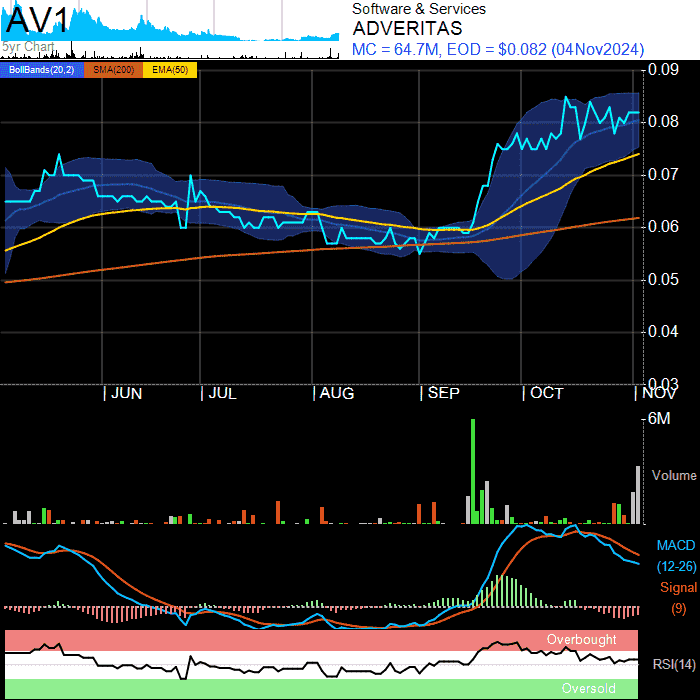 AV1
5yr Chart
Software & Services
ADVERITAS
MC = 64.7M, EOD = $0.082 (04Nov2024)
BollBands(20,2) SMA(200) EMA(50)
0.09
0.08
0.07
0.06
0.05
0.04
0.03
JUN JUL AUG SEP OCT NOV
6M
Volume
MACD
(12-26)
Signal
(9)
Overbought
RSI(14)
Oversold